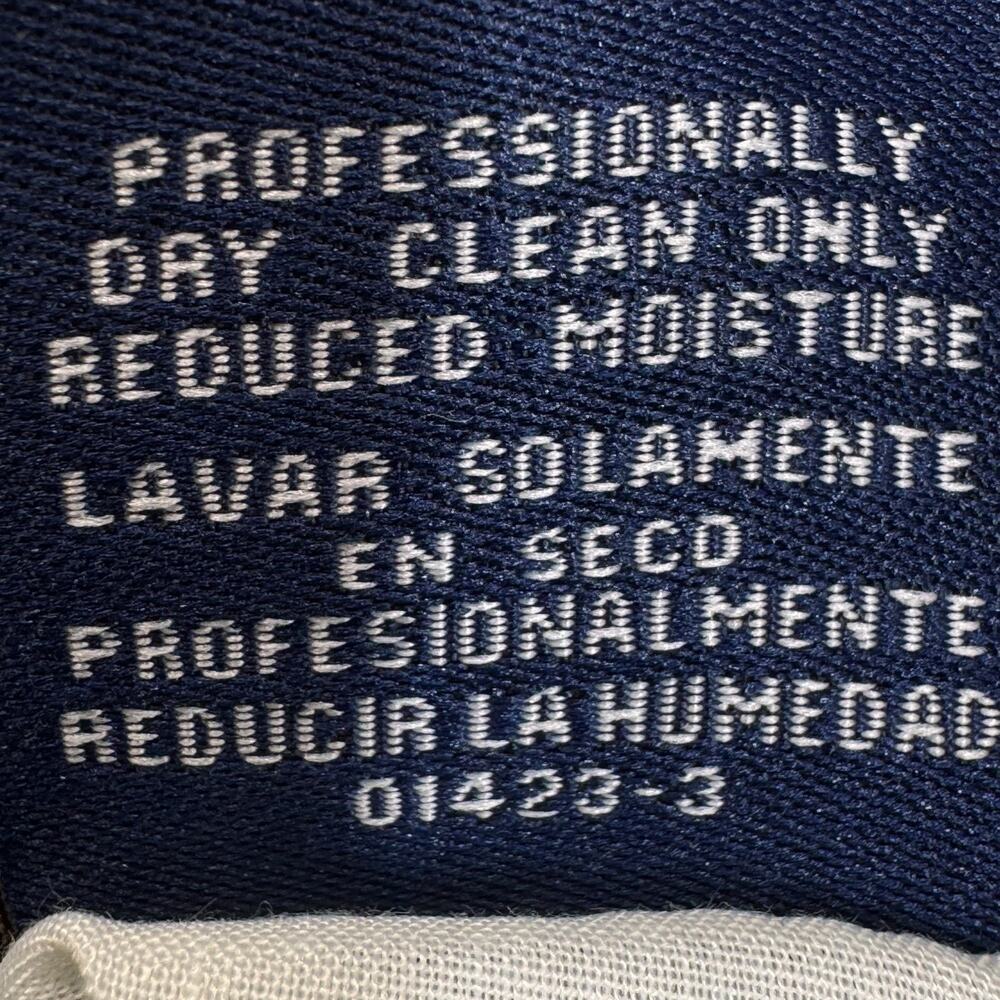 PROFESSIONALLY
DRY CLEAN ONLY
REDUCED MOISTURE
LAVAR SOLAMENTE
EN SECO
PROFESIONALMENTE
REDUCIR LA HUMEDAD
01423-3